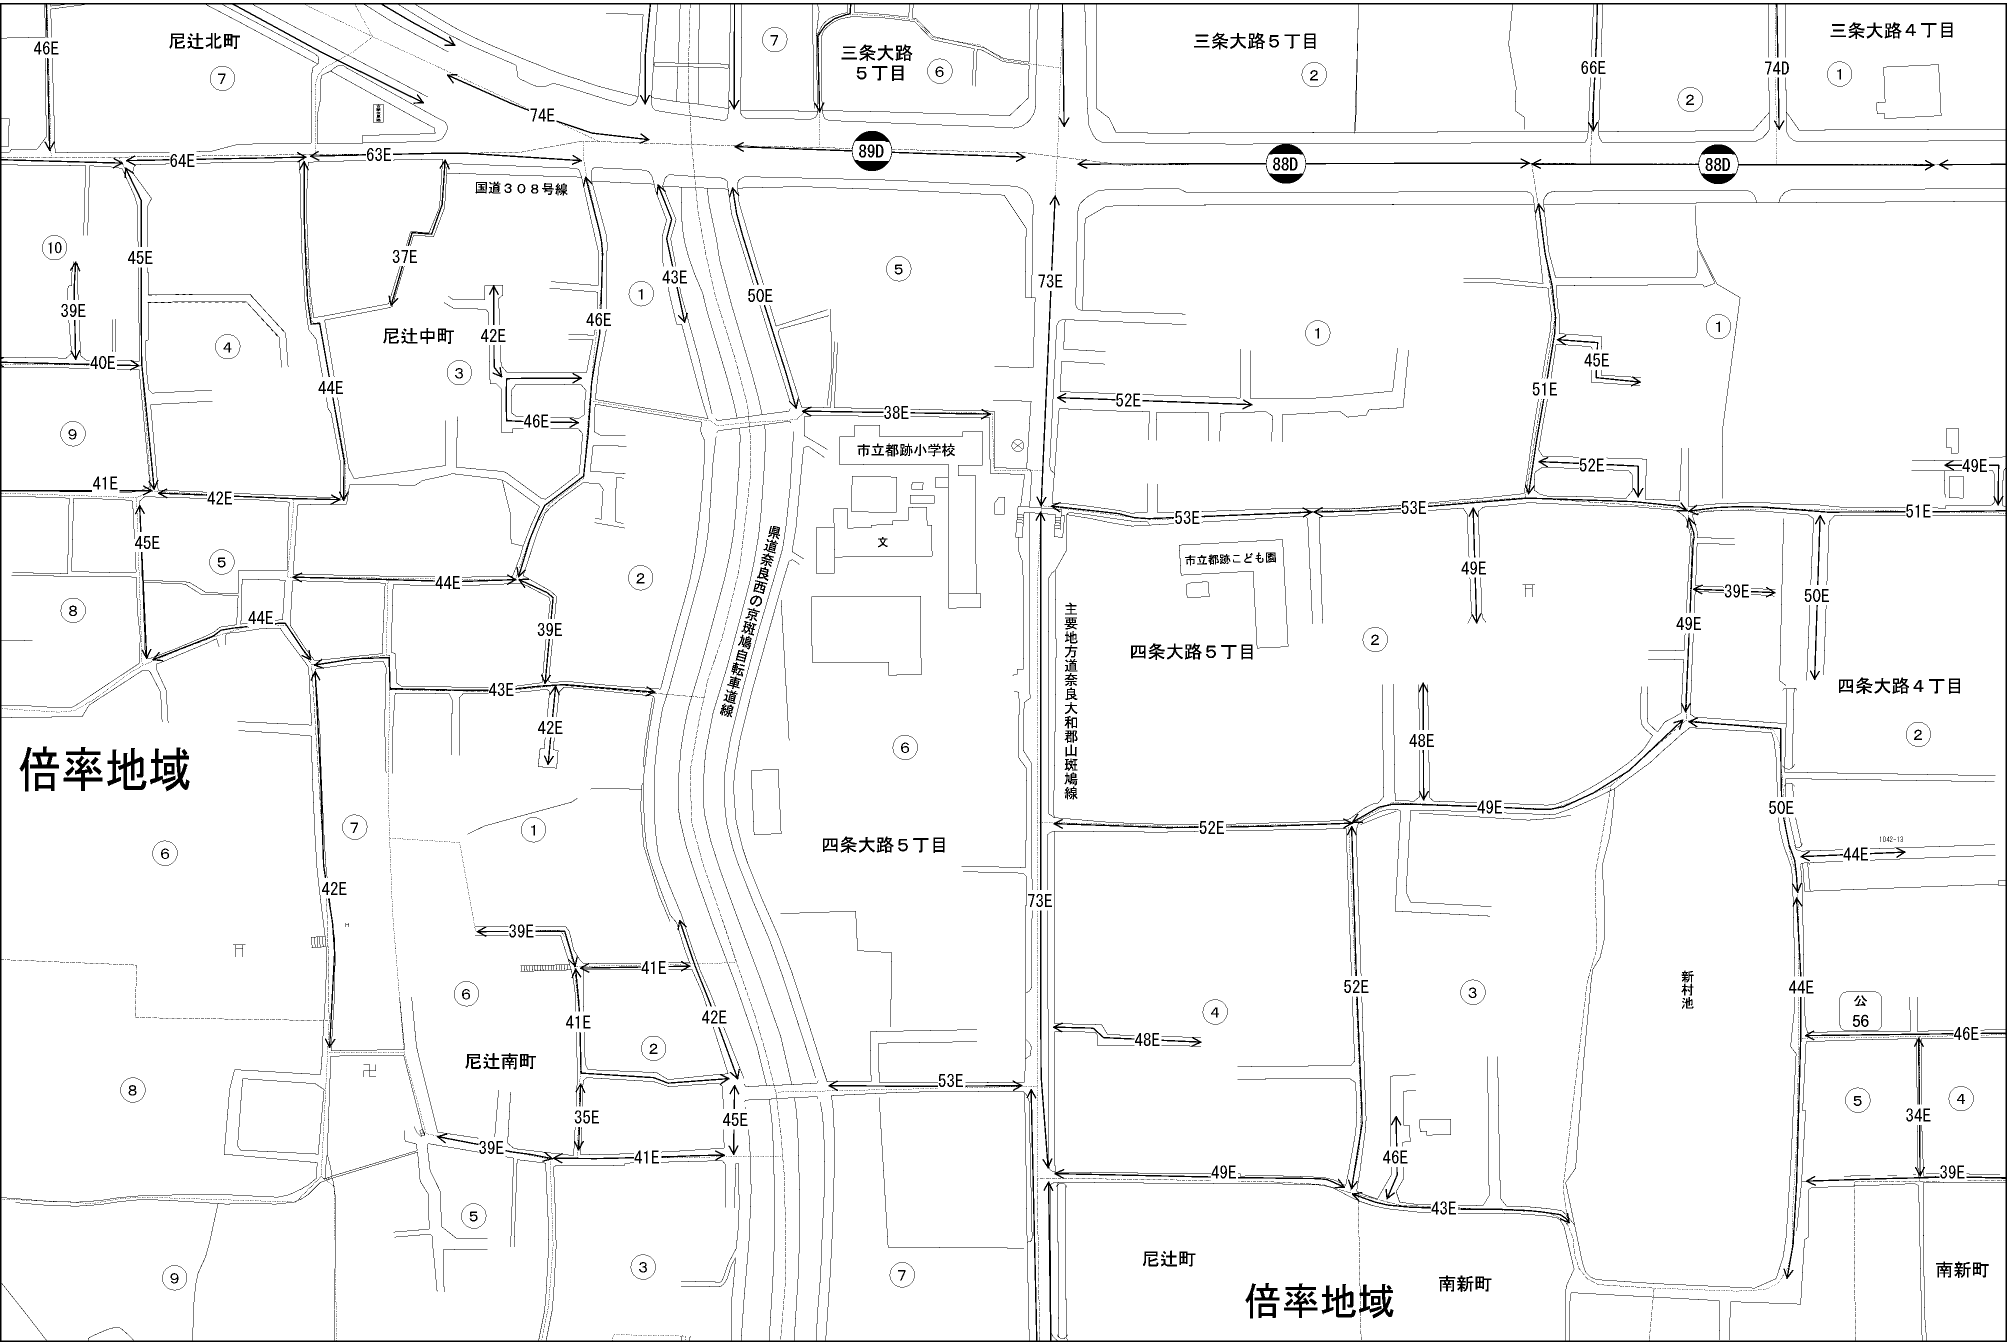 46E
尼辻北町
⑦
74E
⑦
三条大路
５丁目
⑥
三条大路５丁目
②
66E
②
74D
三条大路４丁目
①
64E
63E
89D
88D
88D
国道３０８号線
⑩
45E
37E
43E
50E
⑤
73E
39E
④
尼辻中町
42E
46E
①
①
①
40E
③
44E
45E
51E
52E
⑨
46E
38E
市立都跡小学校
52E
49E
41E
42E
53E
53E
51E
45E
⑤
文
44E
②
県道奈良西の京斑鳩自転車道線
市立都跡こども園
49E
39E
50E
⑧
44E
39E
主要地方道奈良大和郡山斑鳩線
四条大路５丁目
②
49E
43E
42E
四条大路４丁目
②
倍率地域
⑥
48E
⑦
①
四条大路５丁目
52E
49E
50E
1042-13
44E
⑥
42E
73E
39E
41E
⑥
41E
42E
52E
③
新村池
44E
公
56
④
②
48E
46E
尼辻南町
⑧
53E
35E
45E
⑤
④
34E
39E
41E
46E
49E
39E
43E
⑤
③
⑦
⑨
尼辻町
南新町
南新町
倍率地域